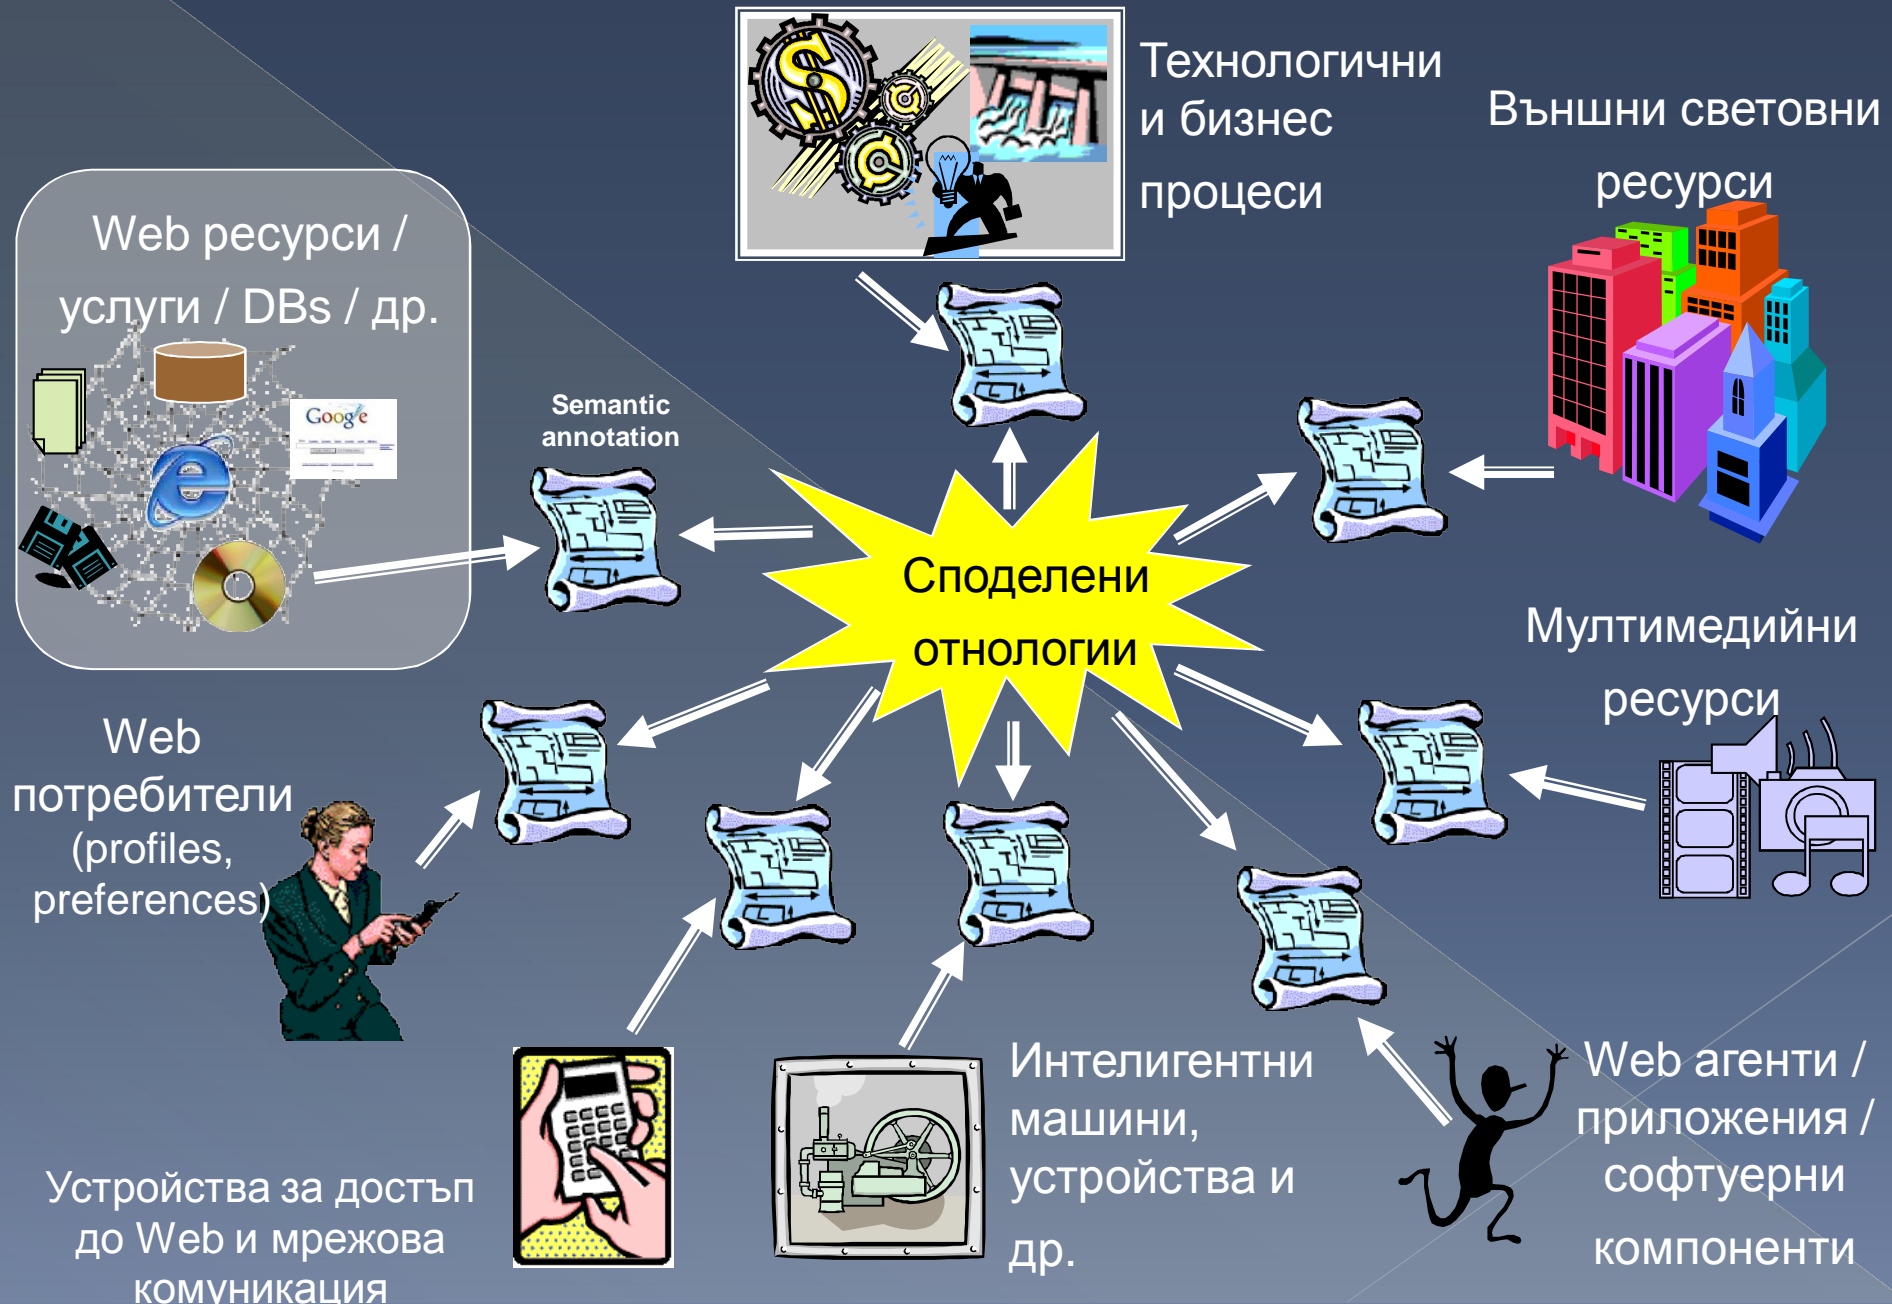 Технологични
и бизнес
процеси
Външни световни
ресурси
Web ресурси /
услуги / DBs / др.
Google
Semantic
annotation
Споделени
отнологии
Мултимедийни
ресурси
Web
потребители
(profiles,
preferences)
Интелигентни
машини,
устройства и
др.
Web агенти /
приложения /
софтуерни
компоненти
Устройства за достъп
до Web и мрежова
комуникация